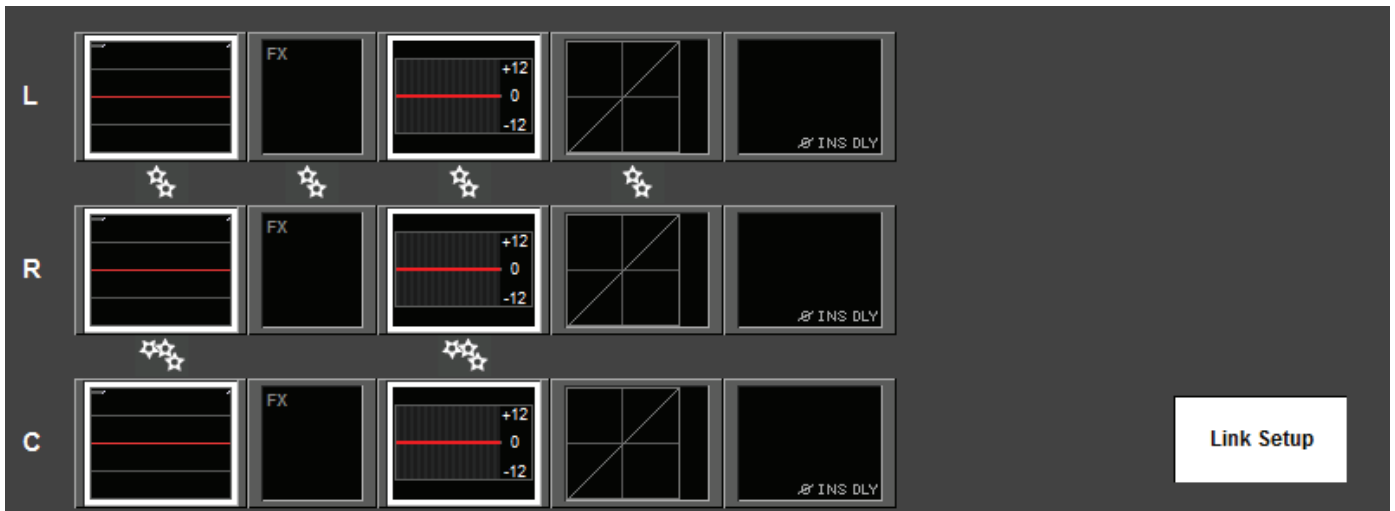 FX
+12
L
0
-12
ø INS DLY
FX
+12
R
0
-12
ø INS DLY
FX
+12
C
0
Link Setup
-12
ø INS DLY